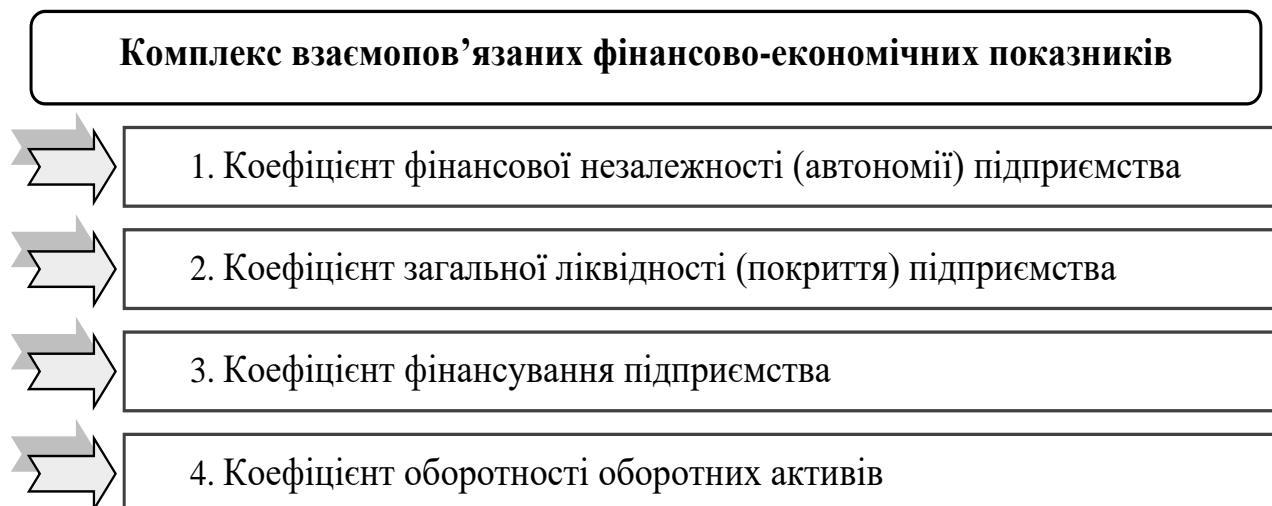 Комплекс взаємопов’язаних фінансово-економічних показників
1. Коефіцієнт фінансової незалежності (автономії) підприємства
2. Коефіцієнт загальної ліквідності (покриття) підприємства
3. Коефіцієнт фінансування підприємства
4. Коефіцієнт оборотності оборотних активів